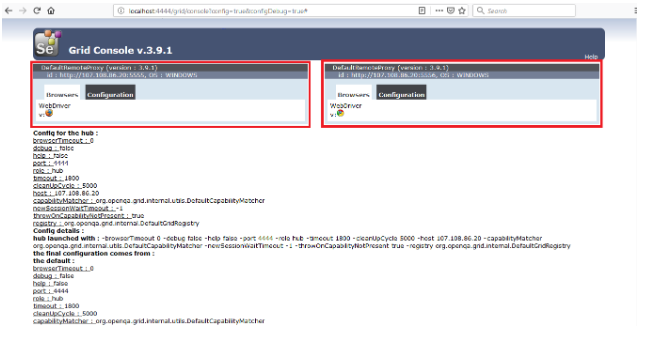 localhost:4444/grid/console?config=true&configDebug=true#
Search
Se
Grid Console v.3.9.1
Help
DefaultRemoteProxy (version : 3.9.1)
id : http://107.108.86.20:5555, OS : WINDOWS
Browsers Configuration
WebDriver
v:
DefaultRemoteProxy (version : 3.9.1)
id : http://107.108.86.20:5556, OS : WINDOWS
Browsers Configuration
WebDriver
v:
Config for the hub :
browserTimeout : 0
debug : false
help : false
port : 4444
role : hub
timeout : 1800
cleanUpCycle : 5000
host : 107.108.86.20
capabilityMatcher : org.openqa.grid.internal.utils.DefaultCapabilityMatcher
newSessionWaitTimeout : -1
throwOnCapabilityNotPresent : true
registry : org.openqa.grid.internal.DefaultGridRegistry
Config details :
hub launched with : -browserTimeout 0 -debug false -help false -port 4444 -role hub -timeout 1800 -cleanUpCycle 5000 -host 107.108.86.20 -capabilityMatcher
org.openqa.grid.internal.utils.DefaultCapabilityMatcher -newSessionWaitTimeout -1 -throwOnCapabilityNotPresent true -registry org.openqa.grid.internal.DefaultGridRegistry
the final configuration comes from :
the default :
browserTimeout : 0
debug : false
help : false
port : 4444
role : hub
timeout : 1800
cleanUpCycle : 5000
capabilityMatcher : org.openqa.grid.internal.utils.DefaultCapabilityMatcher